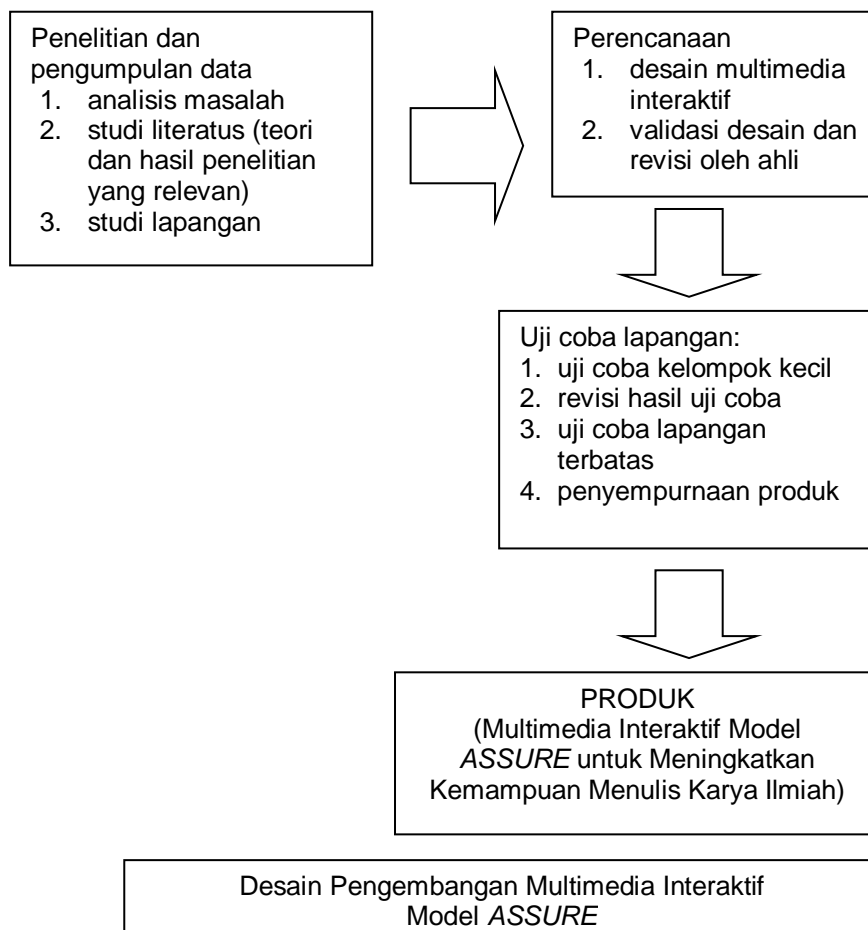 Penelitian dan
pengumpulan data
1. analisis masalah
2. studi literatus (teori
dan hasil penelitian
yang relevan)
3. studi lapangan
Perencanaan
1. desain multimedia
interaktif
2. validasi desain dan
revisi oleh ahli
Uji coba lapangan:
1. uji coba kelompok kecil
2. revisi hasil uji coba
3. uji coba lapangan
terbatas
4. penyempurnaan produk
PRODUK
(Multimedia Interaktif Model
ASSURE untuk Meningkatkan
Kemampuan Menulis Karya Ilmiah)
Desain Pengembangan Multimedia Interaktif
Model ASSURE